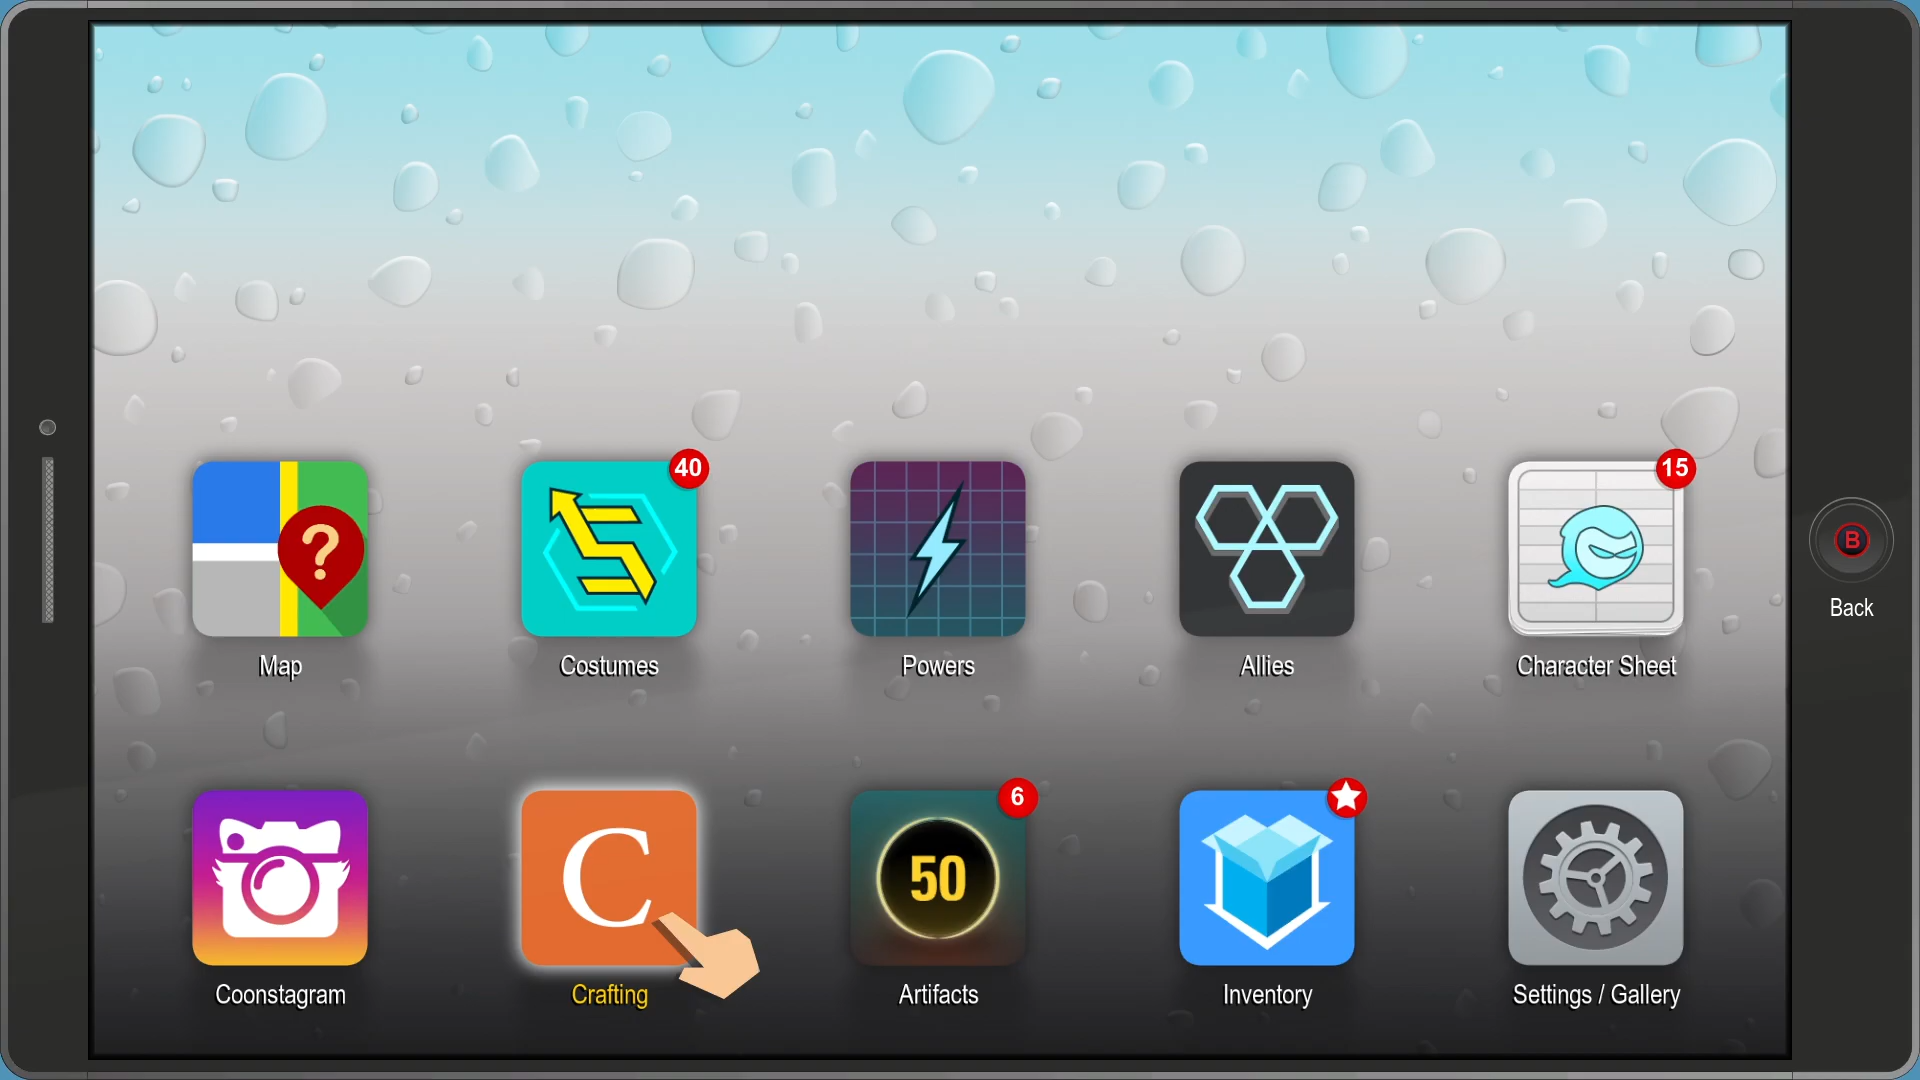 40
15
?
Map
Costumes
Powers
Allies
Character Sheet
B
Back
6
C
50
Coonstagram
Crafting
Artifacts
Inventory
Settings / Gallery